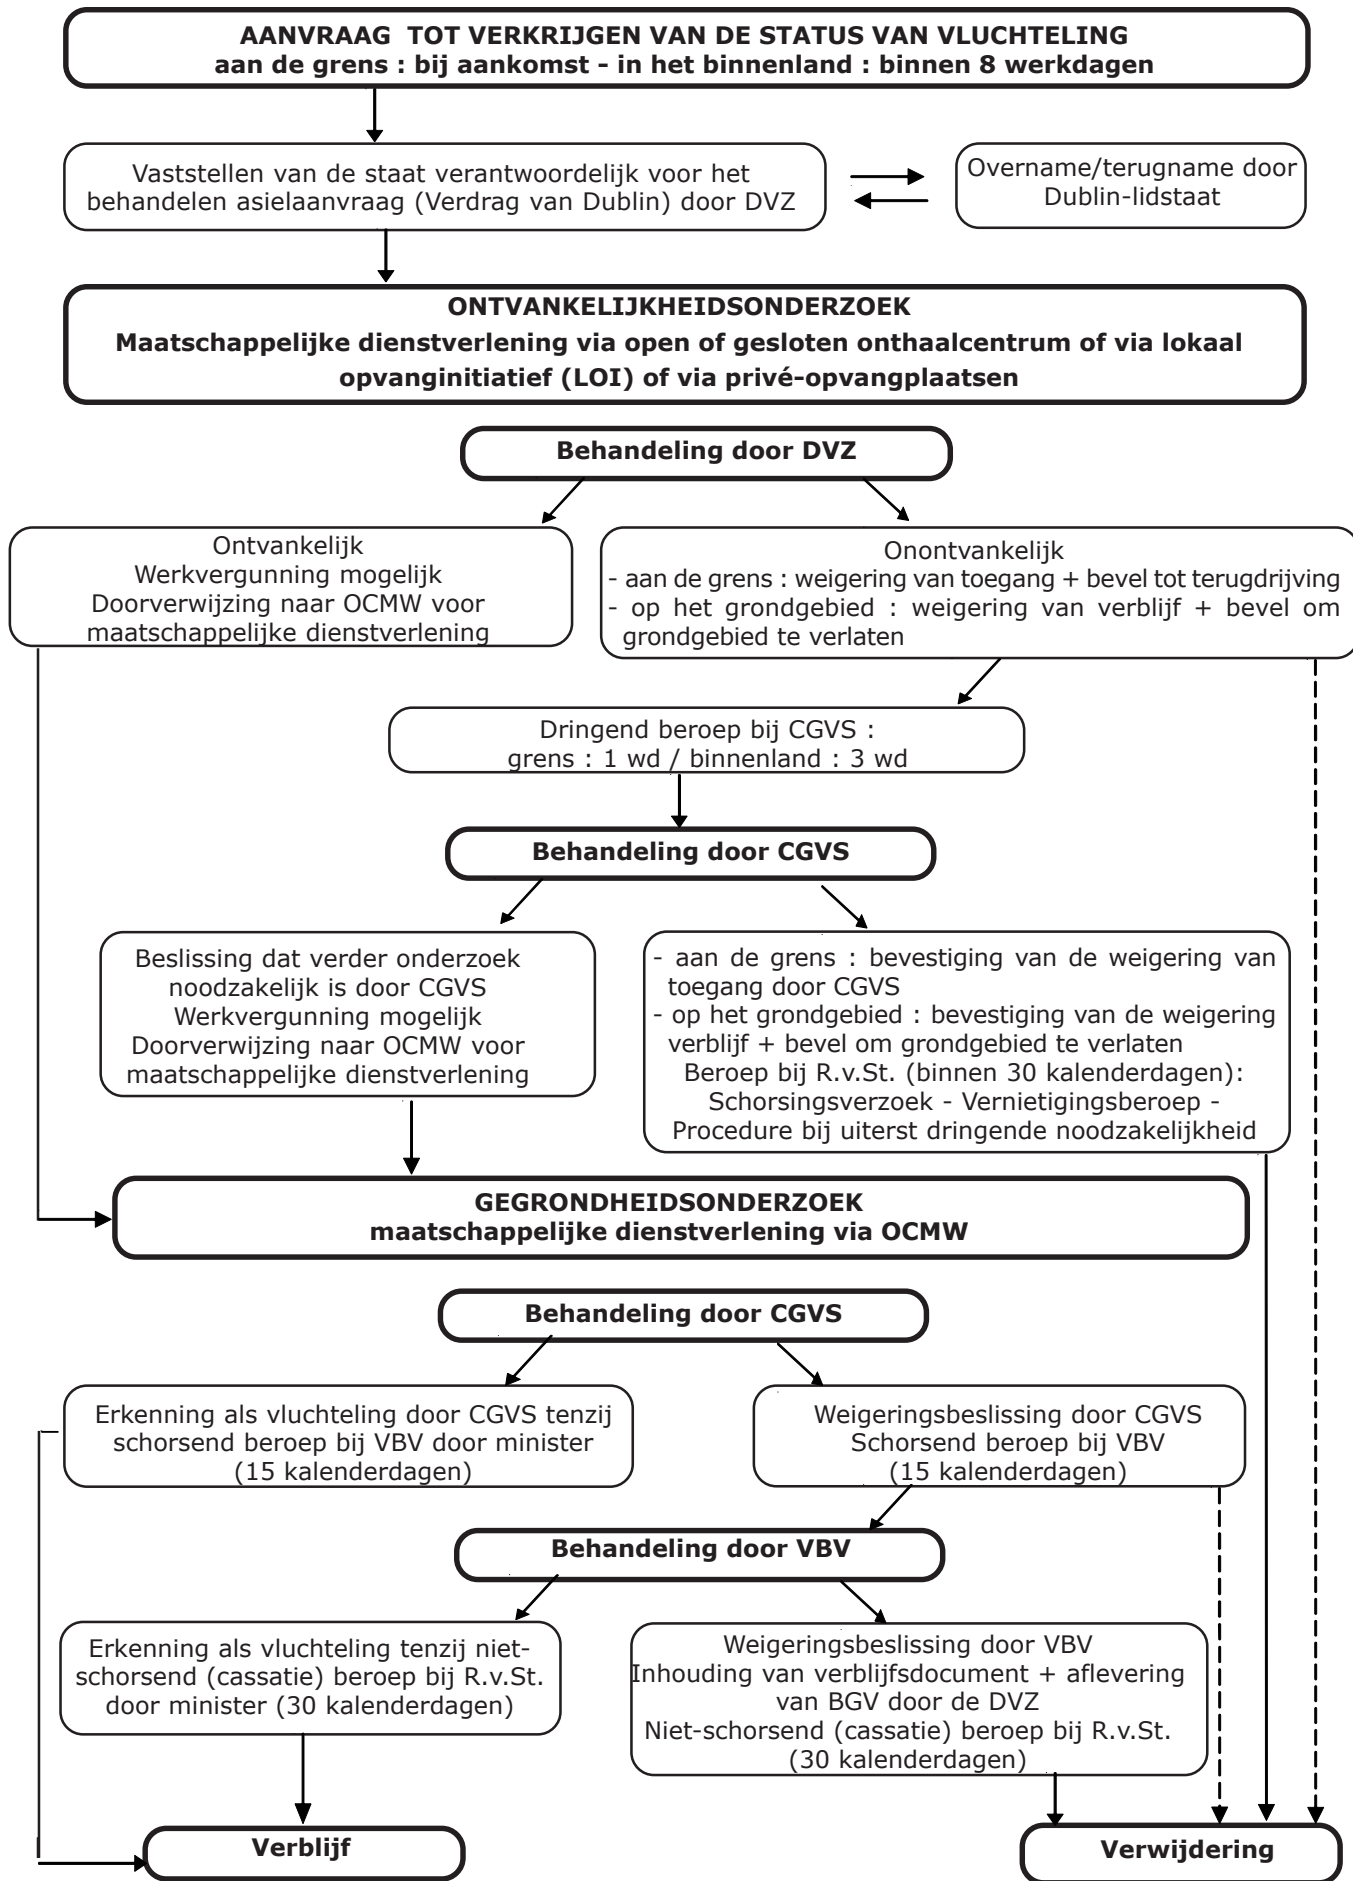 AANVRAAG TOT VERKRIJGEN VAN DE STATUS VAN VLUCHTELING
aan de grens : bij aankomst - in het binnenland : binnen 8 werkdagen
Vaststellen van de staat verantwoordelijk voor het
behandelen asielaanvraag (Verdrag van Dublin) door DVZ
Overname/terugname door
Dublin-lidstaat
ONTVANKELIJKHEIDSONDERZOEK
Maatschappelijke dienstverlening via open of gesloten onthaalcentrum of via lokaal
opvanginitiatief (LOI) of via privé-opvangplaatsen
Behandeling door DVZ
Ontvankelijk
Werkvergunning mogelijk
Doorverwijzing naar OCMW voor
maatschappelijke dienstverlening
Onontvankelijk
- aan de grens : weigering van toegang + bevel tot terugdrijving
- op het grondgebied : weigering van verblijf + bevel om
grondgebied te verlaten
Dringend beroep bij CGVS :
grens : 1 wd / binnenland : 3 wd
Behandeling door CGVS
Beslissing dat verder onderzoek
noodzakelijk is door CGVS
Werkvergunning mogelijk
Doorverwijzing naar OCMW voor
maatschappelijke dienstverlening
- aan de grens : bevestiging van de weigering van
toegang door CGVS
- op het grondgebied : bevestiging van de weigering
verblijf + bevel om grondgebied te verlaten
Beroep bij R.v.St. (binnen 30 kalenderdagen):
Schorsingsverzoek - Vernietigingsberoep -
Procedure bij uiterst dringende noodzakelijkheid
GEGRONDHEIDSONDERZOEK
maatschappelijke dienstverlening via OCMW
Behandeling door CGVS
Erkenning als vluchteling door CGVS tenzij
schorsend beroep bij VBV door minister
(15 kalenderdagen)
Weigeringsbeslissing door CGVS
Schorsend beroep bij VBV
(15 kalenderdagen)
Behandeling door VBV
Erkenning als vluchteling tenzij niet-
schorsend (cassatie) beroep bij R.v.St.
door minister (30 kalenderdagen)
Weigeringsbeslissing door VBV
Inhouding van verblijfsdocument + aflevering
van BGV door de DVZ
Niet-schorsend (cassatie) beroep bij R.v.St.
(30 kalenderdagen)
Verblijf
Verwijdering